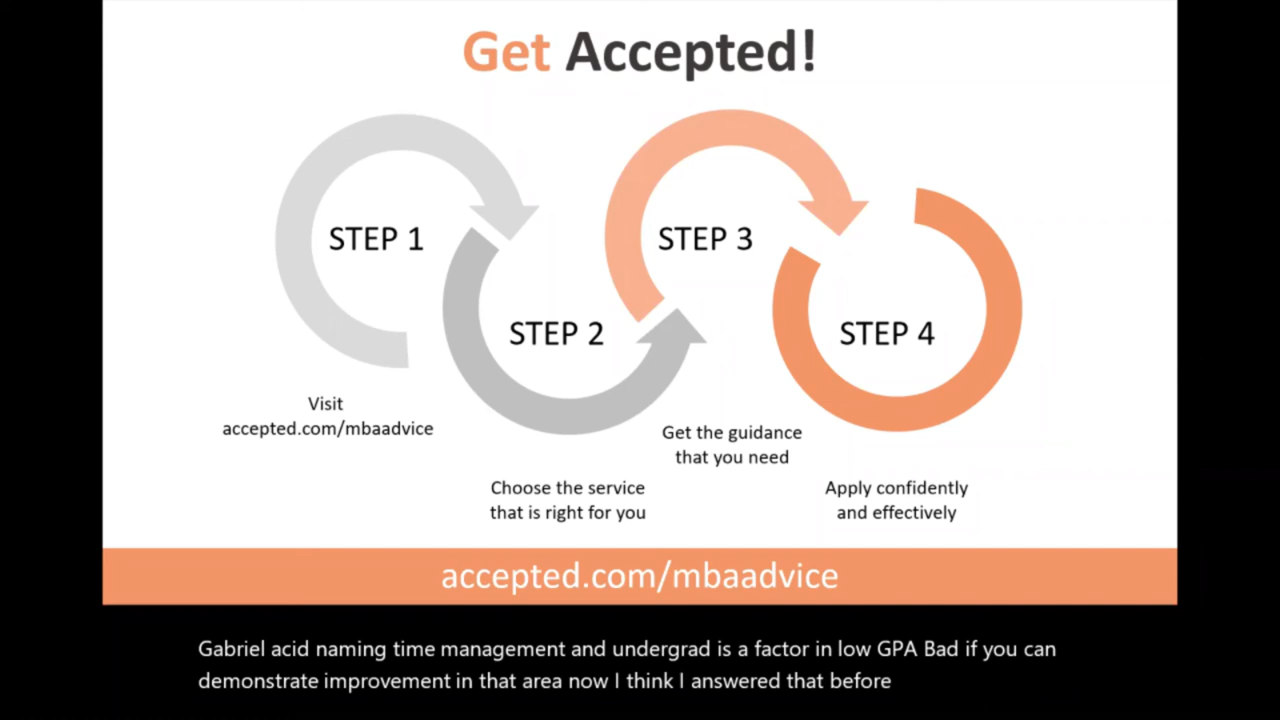 Get Accepted!
STEP 1
STEP 3
STEP 2
STEP 4
Visit
accepted.com/mbaadvice
Get the guidance
that you need
Choose the service
that is right for you
Apply confidently
and effectively
accepted.com/mbaadvice
Gabriel acid naming time management and undergrad is a factor in low GPA Bad if you can
demonstrate improvement in that area now I think I answered that before